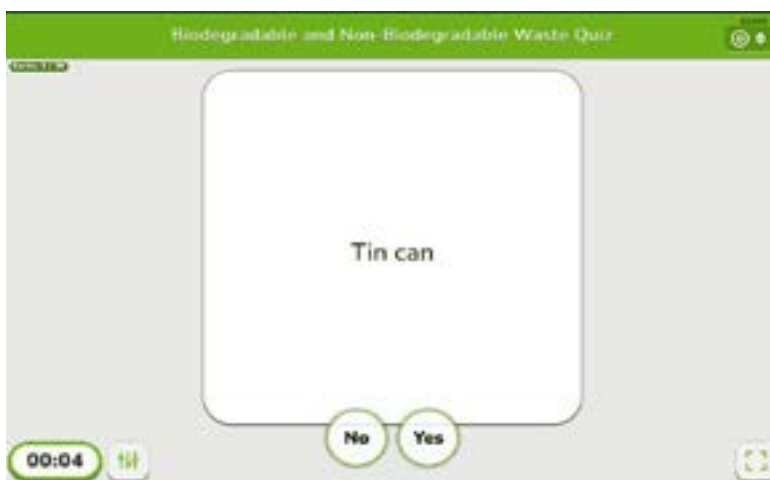 Biodegradable and Non-Biodegradable Waste Quiz
Tin can
No
Yes
00:04